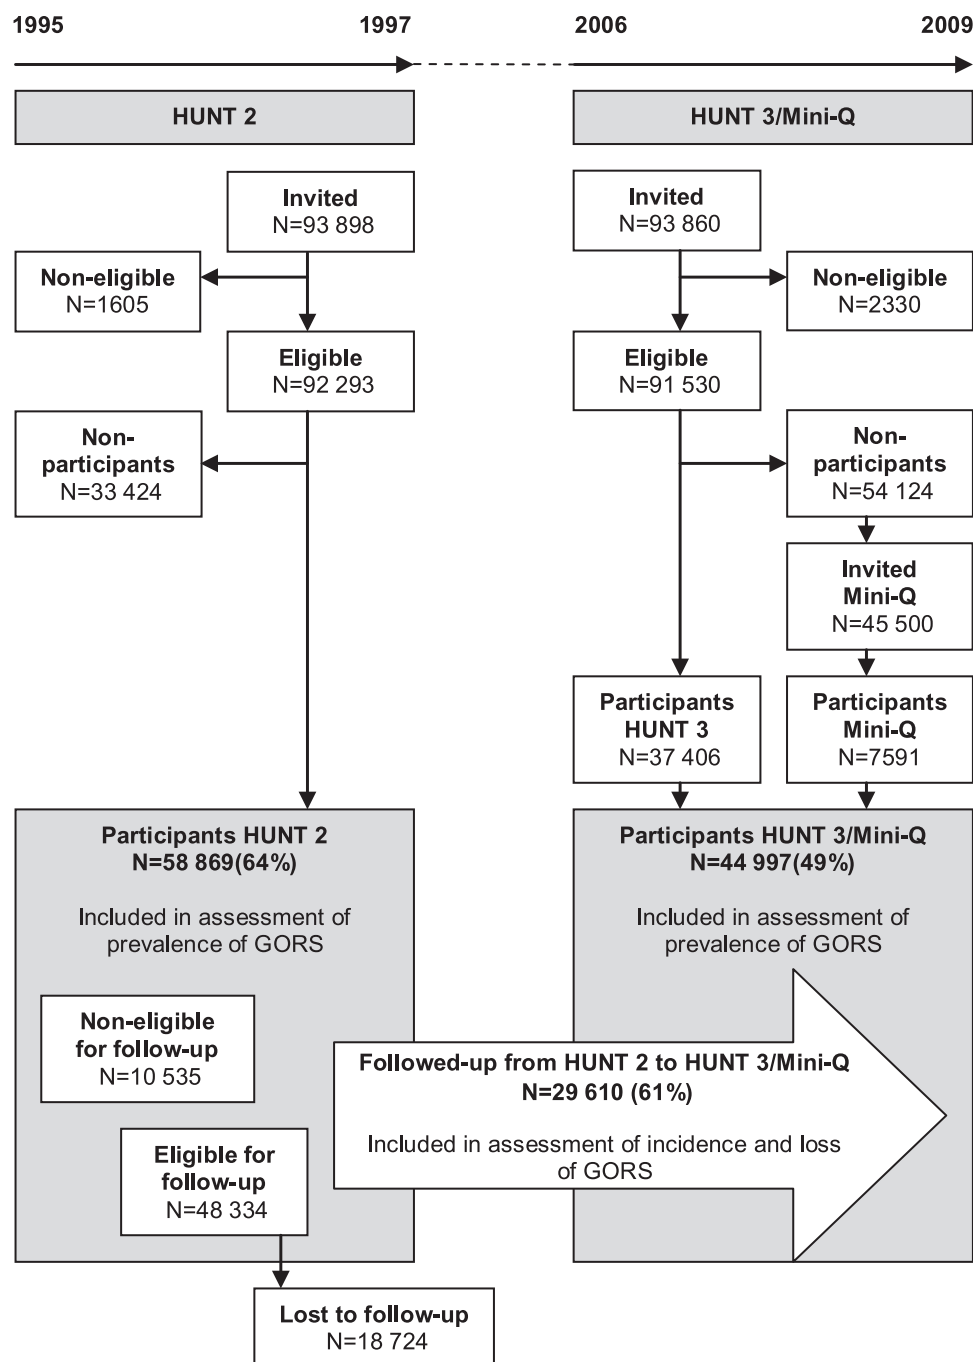 1995
1997
2006
2009
HUNT 2
HUNT 3/Mini-Q
Invited
N=93 898
Non-eligible
N=1605
Eligible
N=92 293
Non-
participants
N=33 424
Invited
N=93 860
Non-eligible
N=2330
Eligible
N=91 530
Non-
participants
N=54 124
Invited
Mini-Q
N=45 500
Participants
HUNT 3
N=37 406
Participants
Mini-Q
N=7591
Participants HUNT 2
N=58 869(64%)
Included in assessment of
prevalence of GORS
Non-eligible
for follow-up
N=10 535
Eligible for
follow-up
N=48 334
Lost to follow-up
N=18 724
Participants HUNT 3/Mini-Q
N=44 997(49%)
Included in assessment of
prevalence of GORS
Followed-up from HUNT 2 to HUNT 3/Mini-Q
N=29 610 (61%)
Included in assessment of incidence and loss
of GORS